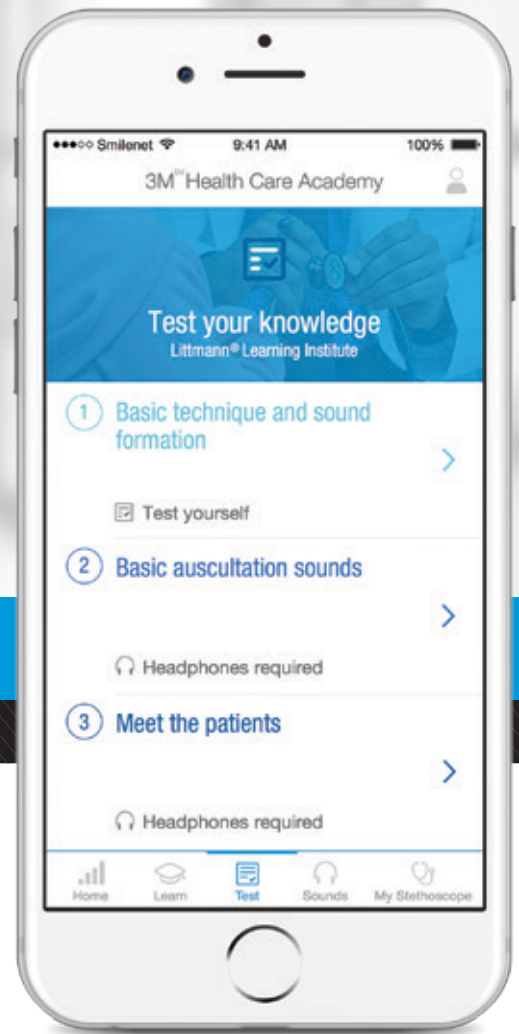 ●●●○○ Smilenet 9:41 AM 100%
3M™ Health Care Academy
Test your knowledge
Littmann® Learning Institute
1 Basic technique and sound
formation
Test yourself
2 Basic auscultation sounds
Headphones required
3 Meet the patients
Headphones required
Home Learn Test Sounds My Stethoscope